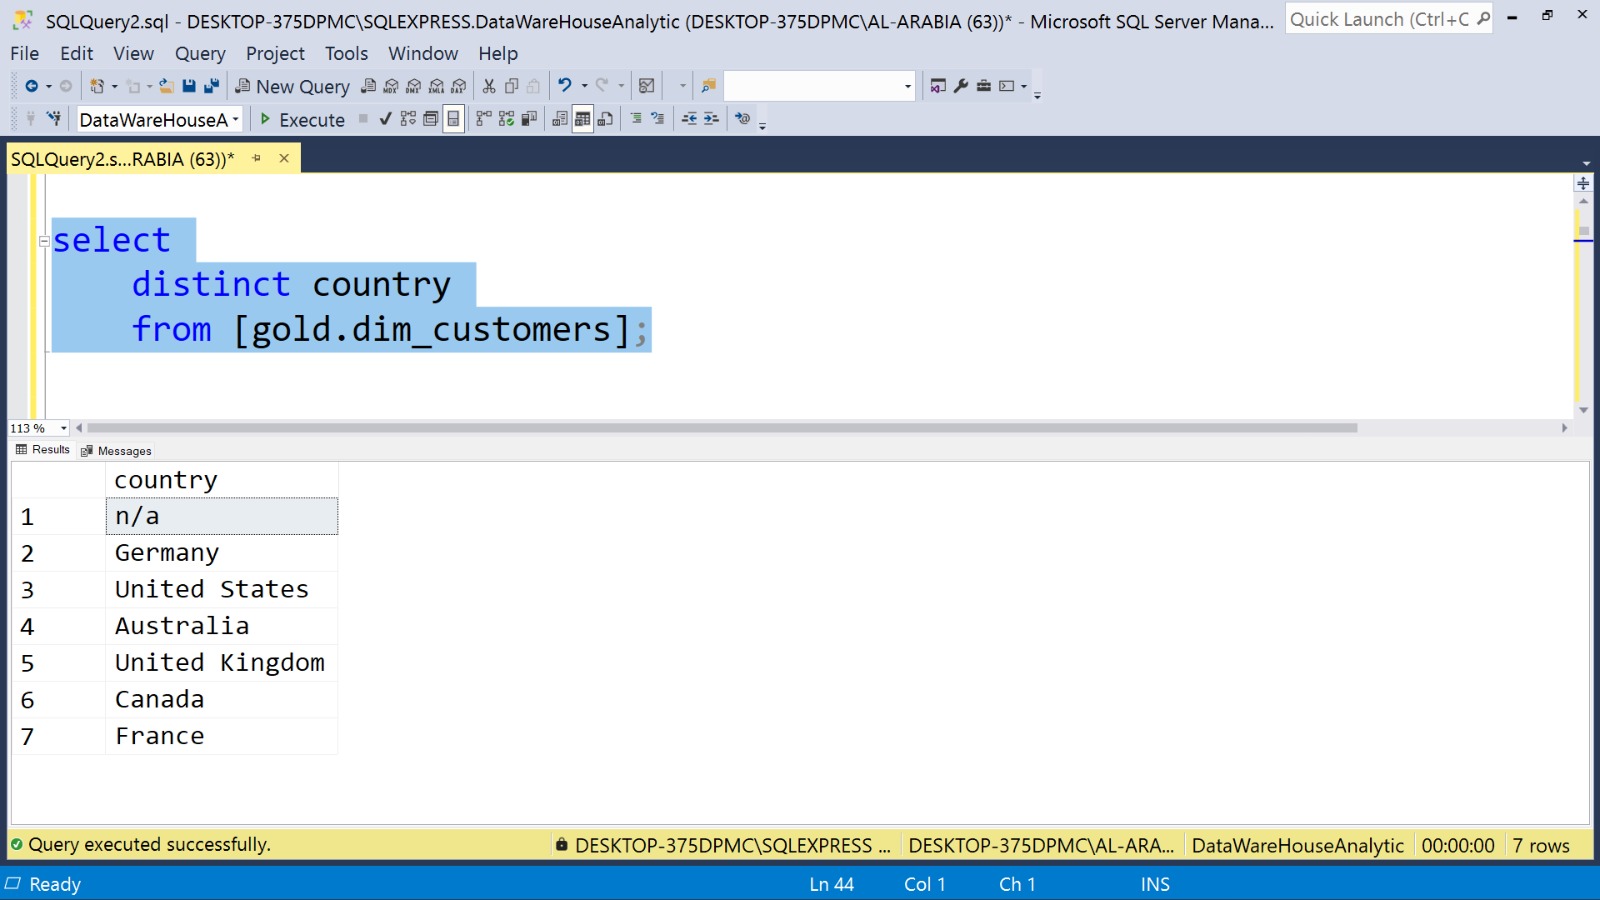 SQLQuery2.sql - DESKTOP-375DPMC\SQLEXPRESS.DataWareHouseAnalytic (DESKTOP-375DPMC\AL-ARABIA (63))* - Microsoft SQL Server Mana...
Quick Launch (Ctrl+C
File Edit View Query Project Tools Window Help
New Query
DataWareHouseA Execute
SQLQuery2.s...RABIA (63))*
select
distinct country
from [gold.dim_customers];
113 %
Results Messages
country
1 n/a
2 Germany
3 United States
4 Australia
5 United Kingdom
6 Canada
7 France
Query executed successfully. DESKTOP-375DPMC\SQLEXPRESS ... DESKTOP-375DPMC\AL-ARA... DataWareHouseAnalytic 00:00:00 7 rows
Ready Ln 44 Col 1 Ch 1 INS